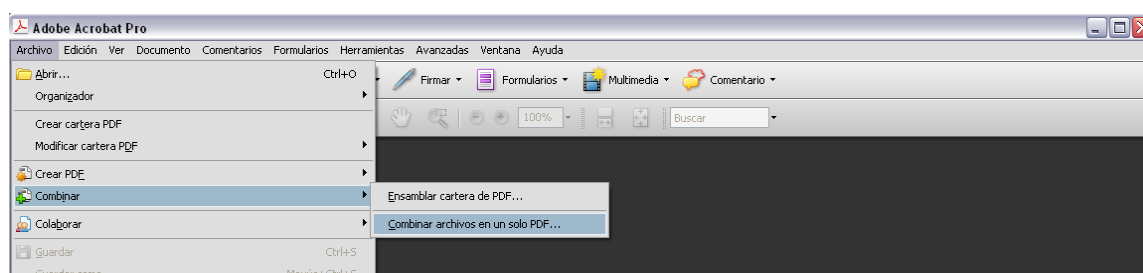 Adobe Acrobat Pro
Archivo Edición Ver Documento Comentarios Formularios Herramientas Avanzadas Ventana Ayuda
Abrir... Ctrl+O
Firmar Formularios Multimedia Comentario
Organizador
100% Buscar
Crear cartera PDF
Modificar cartera PDF
Crear PDF
Combinar
Ensamblar cartera de PDF...
Colaborar
Combinar archivos en un solo PDF...
Guardar Ctrl+S